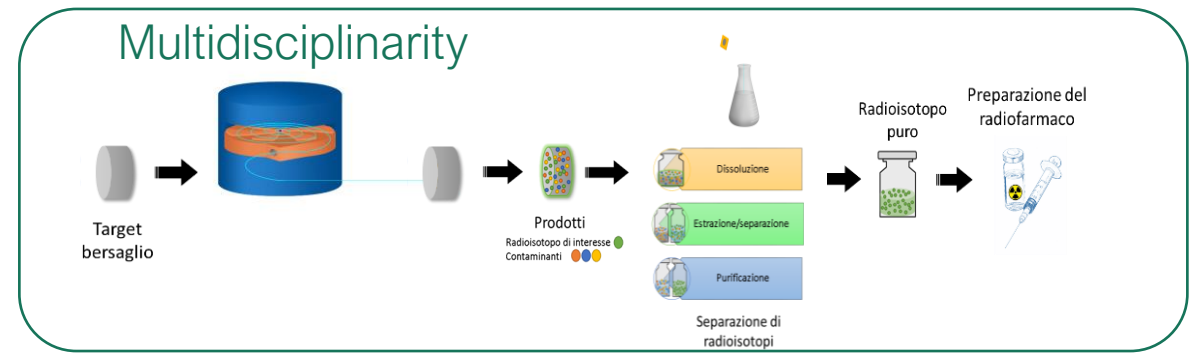 Multidisciplinarity
Target
bersaglio
Prodotti
Radioisotopo di interesse
Contaminanti
Dissoluzione
Estrazione/separazione
Purificazione
Separazione di
radioisotopi
Radioisotopo
puro
Preparazione del
radiofarmaco